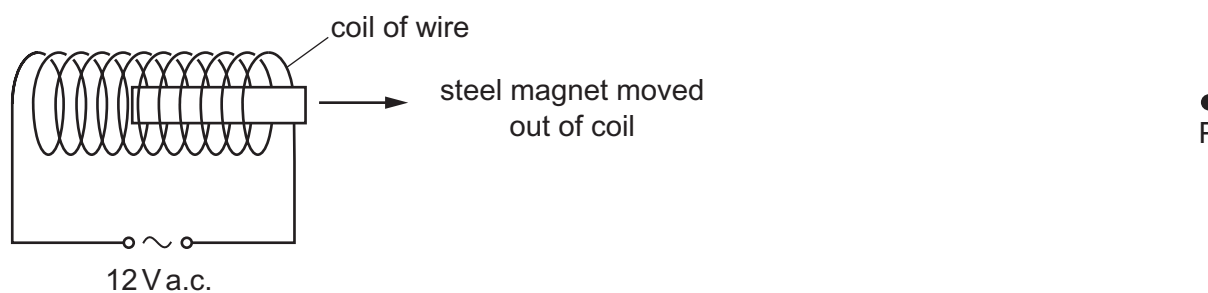 coil of wire
steel magnet moved
out of coil
P
12 V a.c.